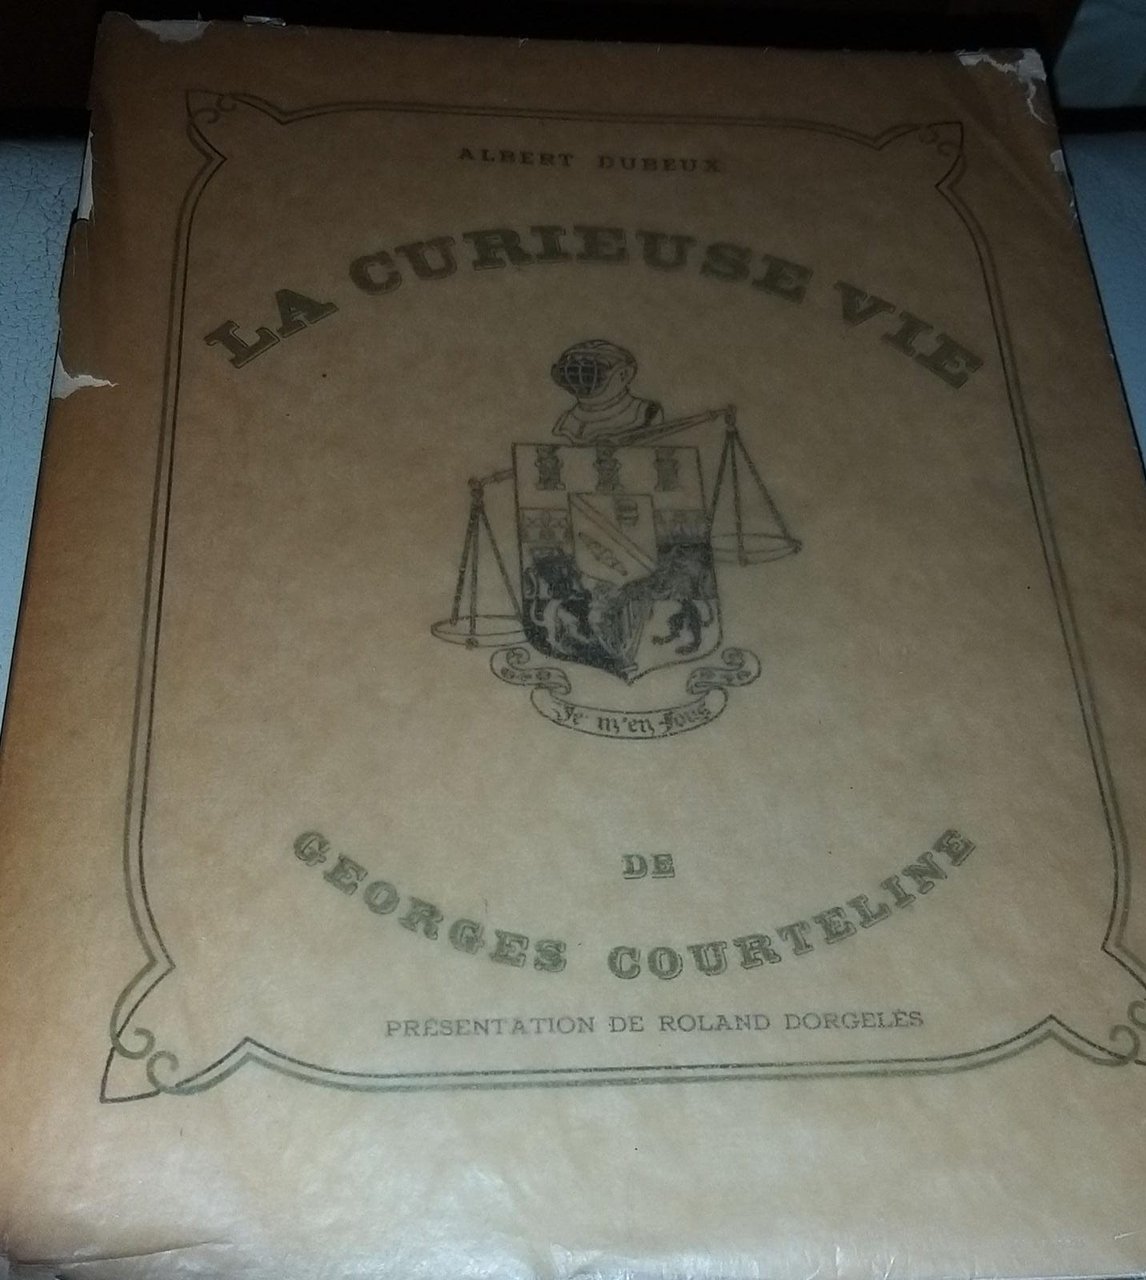 ALBERT DUBEUX
LA CURIEUSE VIE
Je m'en fous
DE
GEORGES COURTELINE
PRÉSENTATION DE ROLAND DORGELÈS